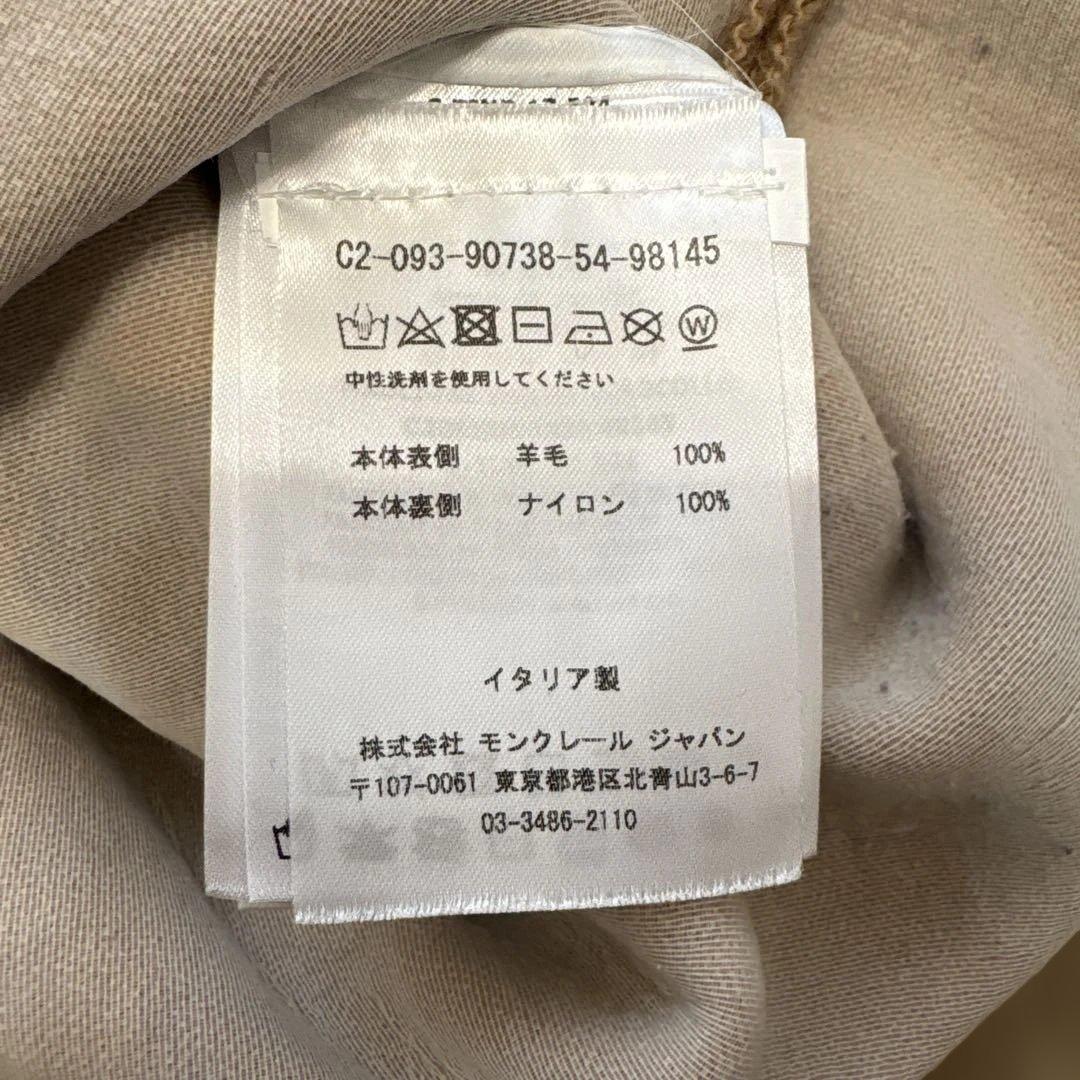 C2-093-90738-54-98145
W
中性洗剤を使用してください
本体表側 羊毛 100%
本体裏側 ナイロン 100%
イタリア製
株式会社 モンクレール ジャパン
〒107-0061 東京都港区北青山3-6-7
03-3486-2110